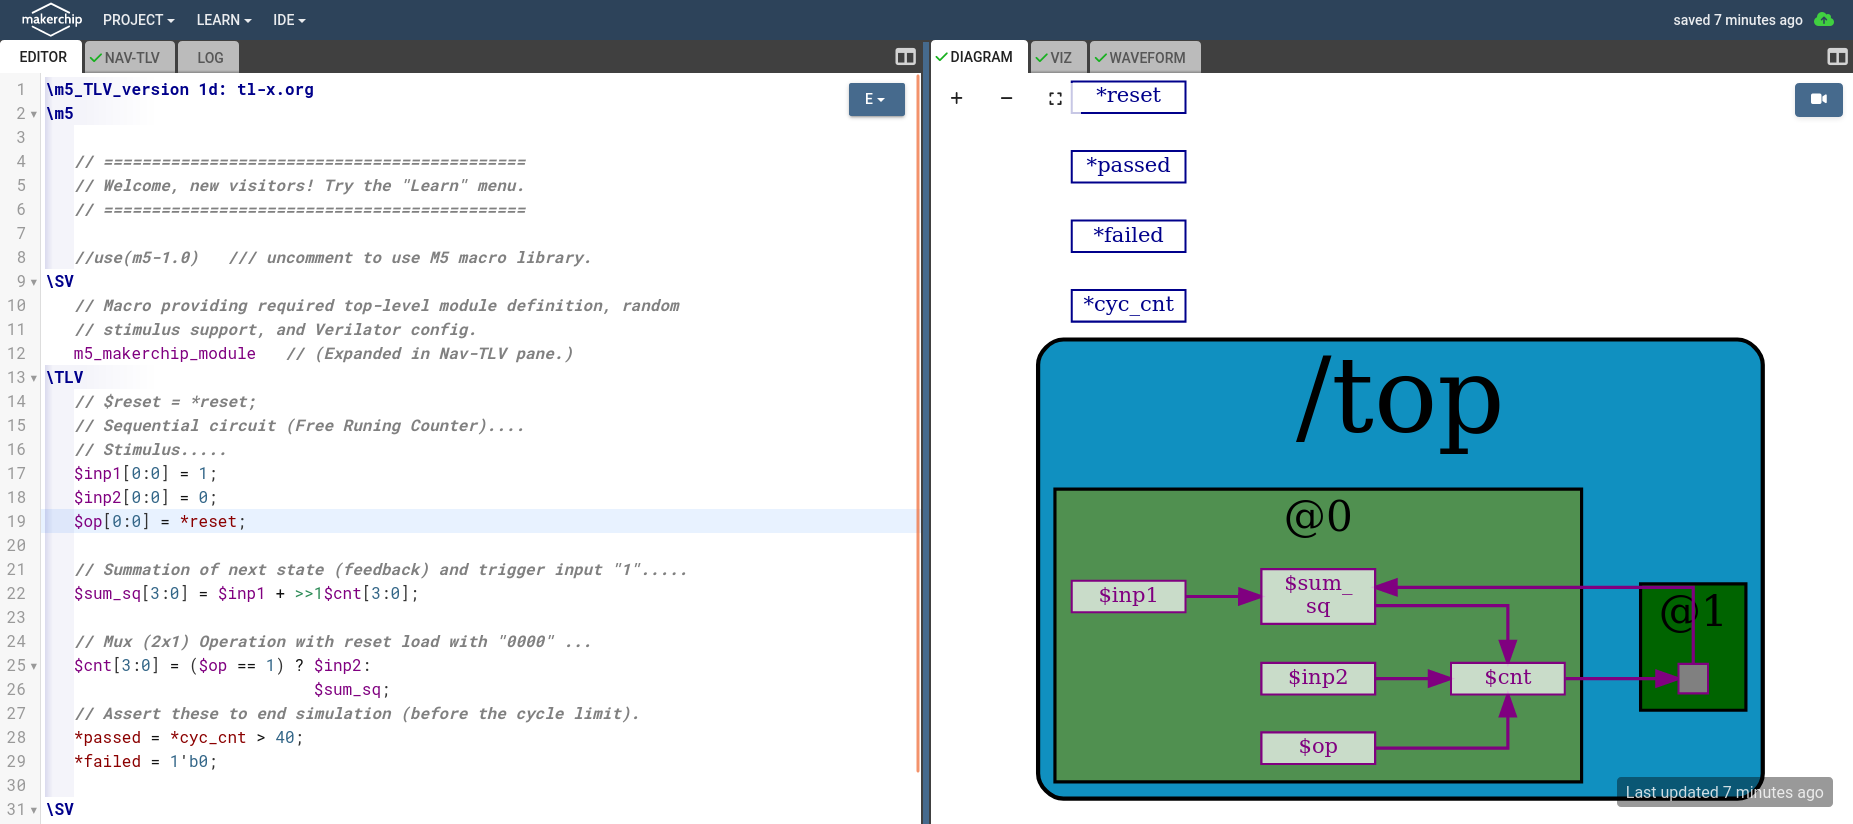 makerchip PROJECT LEARN IDE saved 7 minutes ago
EDITOR NAV-TLV LOG
1 \m5_TLV_version 1d: tl-x.org
2 \m5
3
4 // ============================================
5 // Welcome, new visitors! Try the "Learn" menu.
6 // ============================================
7
8 //use(m5-1.0) /// uncomment to use M5 macro library.
9 \SV
10 // Macro providing required top-level module definition, random
11 // stimulus support, and Verilator config.
12 m5_makerchip_module // (Expanded in Nav-TLV pane.)
13 \TLV
14 // $reset = *reset;
15 // Sequential circuit (Free Runing Counter)....
16 // Stimulus.....
17 $inp1[0:0] = 1;
18 $inp2[0:0] = 0;
19 $op[0:0] = *reset;
20
21 // Summation of next state (feedback) and trigger input "1".....
22 $sum_sq[3:0] = $inp1 + >>1$cnt[3:0];
23
24 // Mux (2x1) Operation with reset load with "0000" ...
25 $cnt[3:0] = ($op == 1) ? $inp2:
26 $sum_sq;
27 // Assert these to end simulation (before the cycle limit).
28 *passed = *cyc_cnt > 40;
29 *failed = 1'b0;
30
31 \SV
E
DIAGRAM VIZ WAVEFORM
*reset
*passed
*failed
*cyc_cnt
/top
@0
$inp1
$sum_
sq
@1
$inp2
$cnt
$op
Last updated 7 minutes ago